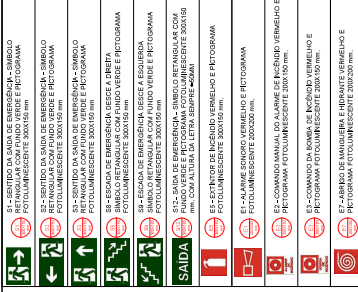 S1 - SENTIDO DA SAÍDA DE EMERGÊNCIA - SÍMBOLO
RETANGULAR COM FUNDO VERDE E PICTOGRAMA
FOTOLUMINESCENTE 300X150 mm
S2 - SENTIDO DA SAÍDA DE EMERGÊNCIA - SÍMBOLO
RETANGULAR COM FUNDO VERDE E PICTOGRAMA
FOTOLUMINESCENTE 300X150 mm
S3 - SENTIDO DA SAÍDA DE EMERGÊNCIA - SÍMBOLO
RETANGULAR COM FUNDO VERDE E PICTOGRAMA
FOTOLUMINESCENTE 300X150 mm
S8 - ESCADA DE EMERGÊNCIA DESCE A DIREITA
SÍMBOLO RETANGULAR COM FUNDO VERDE E PICTOGRAMA
FOTOLUMINESCENTE 300X150 mm
S9 - ESCADA DE EMERGÊNCIA DESCE A ESQUERDA
SÍMBOLO RETANGULAR COM FUNDO VERDE E PICTOGRAMA
FOTOLUMINESCENTE 300X150 mm
SAÍDA
S12 - SAÍDA DE EMERGÊNCIA - SÍMBOLO RETANGULAR COM
FUNDO VERDE E PICTOGRAMA FOTOLUMINESCENTE 300X150
mm, COM ALTURA DA LETRA SEMPRE
E5 - EXTINTOR DE INCÊNDIO VERMELHO E PICTOGRAMA
FOTOLUMINESCENTE 300X150 mm.
E1 - ALARME SONORO VERMELHO E PICTOGRAMA
FOTOLUMINESCENTE 200X200 mm.
E2 - COMANDO MANUAL DO ALARME DE INCÊNDIO VERMELHO E
PICTOGRAMA FOTOLUMINESCENTE 200X150 mm.
E3 - COMANDO BOMBA DE INCÊNDIO VERMELHO E
PICTOGRAMA FOTOLUMINESCENTE 200X150 mm.
E7 - ABRIGO DE MANGUEIRA E HIDRANTE VERMELHO E
PICTOGRAMA FOTOLUMINESCENTE 200X200 mm.